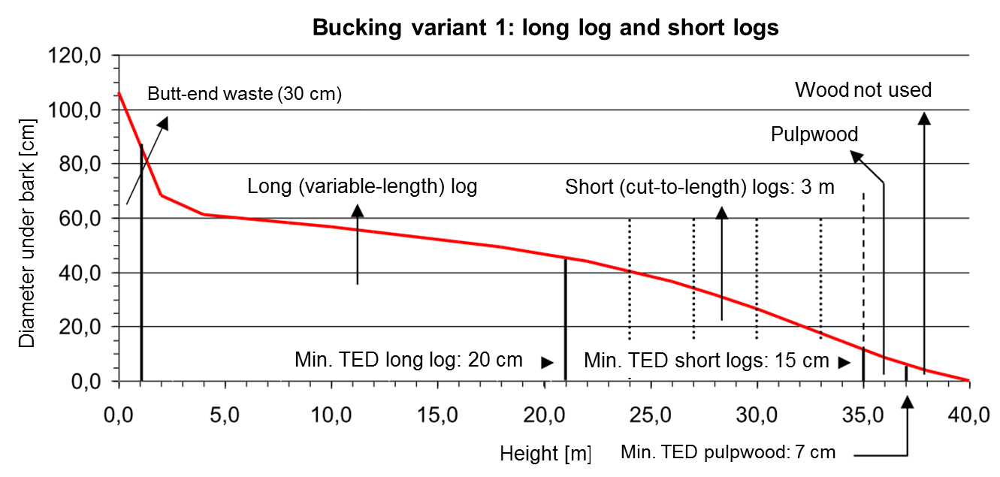 Bucking variant 1: long log and short logs
120,0
100,0
80,0
60,0
40,0
20,0
0,0
Diameter under bark [cm]
Butt-end waste (30 cm)
Wood not used
Pulpwood
Long (variable-length) log
Short (cut-to-length) logs: 3 m
Min. TED long log: 20 cm
Min. TED short logs: 15 cm
0,0 5,0 10,0 15,0 20,0 25,0 30,0 35,0 40,0
Height [m]
Min. TED pulpwood: 7 cm